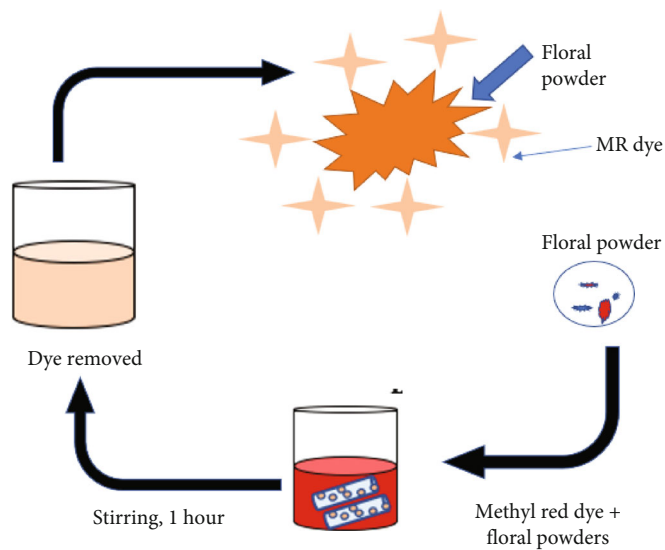 Floral
powder
MR dye
Floral powder
Dye removed
Stirring, 1 hour
Methyl red dye +
floral powders